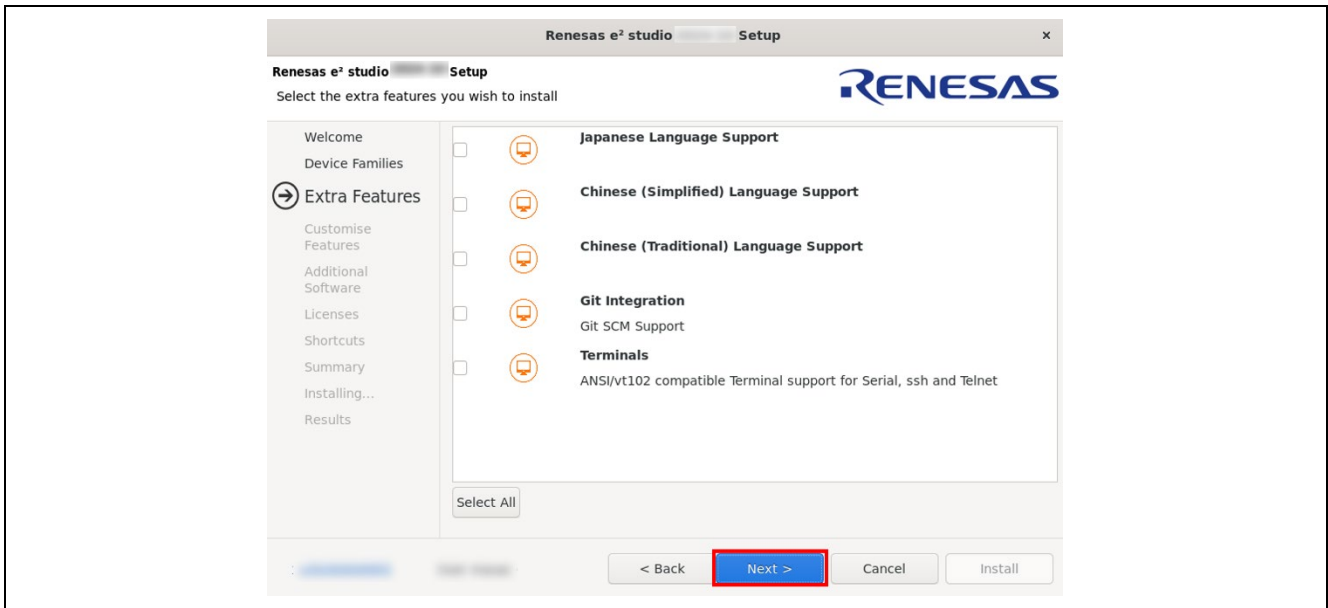 Renesas e² studio Setup
x
Renesas e² studio Setup
Select the extra features you wish to install
RENESAS
Welcome
Device Families
Extra Features
Customise
Features
Additional
Software
Licenses
Shortcuts
Summary
Installing...
Results
Japanese Language Support
Chinese (Simplified) Language Support
Chinese (Traditional) Language Support
Git Integration
Git SCM Support
Terminals
ANSI/vt102 compatible Terminal support for Serial, ssh and Telnet
Select All
< Back Next > Cancel Install